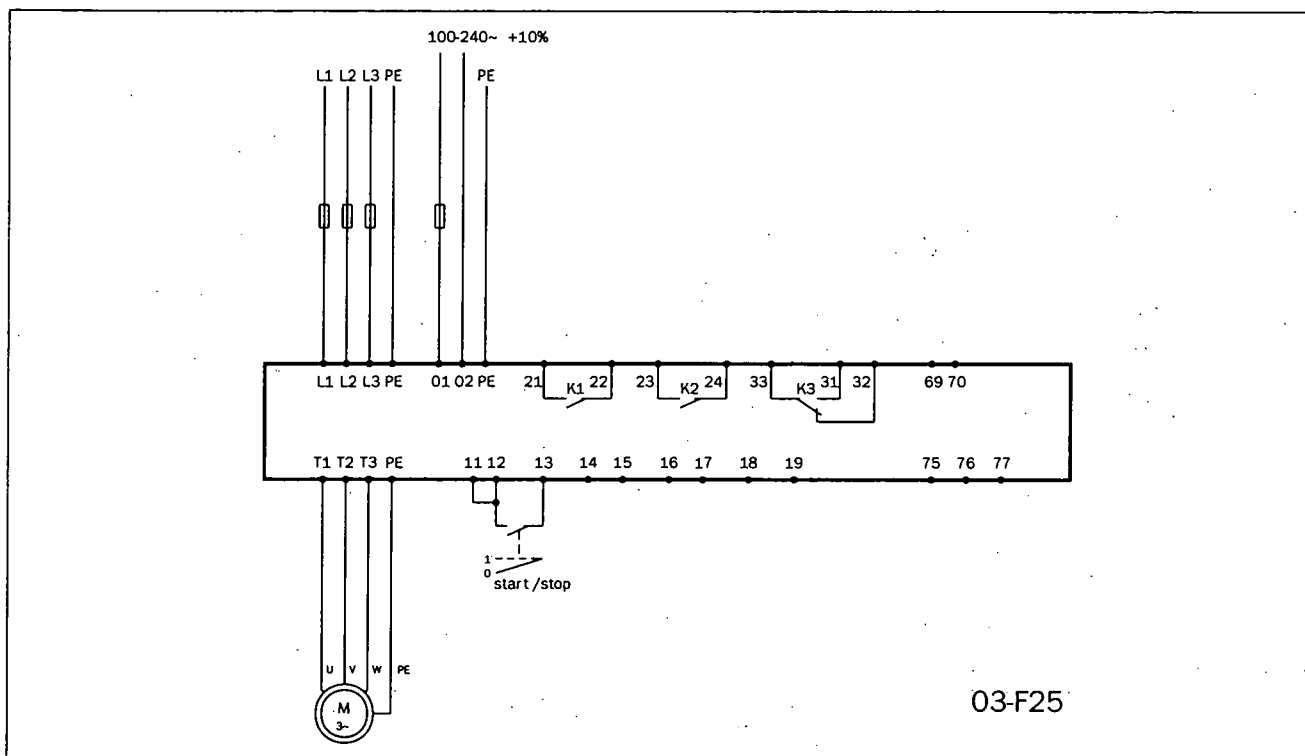 100-240~ +10%
L1 L2 L3 PE PE
L1 L2 L3 PE 01 02 PE 21 K1 22 23 K2 24 33 K3 31 32 69 70
T1 T2 T3 PE 11 12 13 14 15 16 17 18 19 75 76 77
1
0
start/stop
U V W PE
M
3~
03-F25